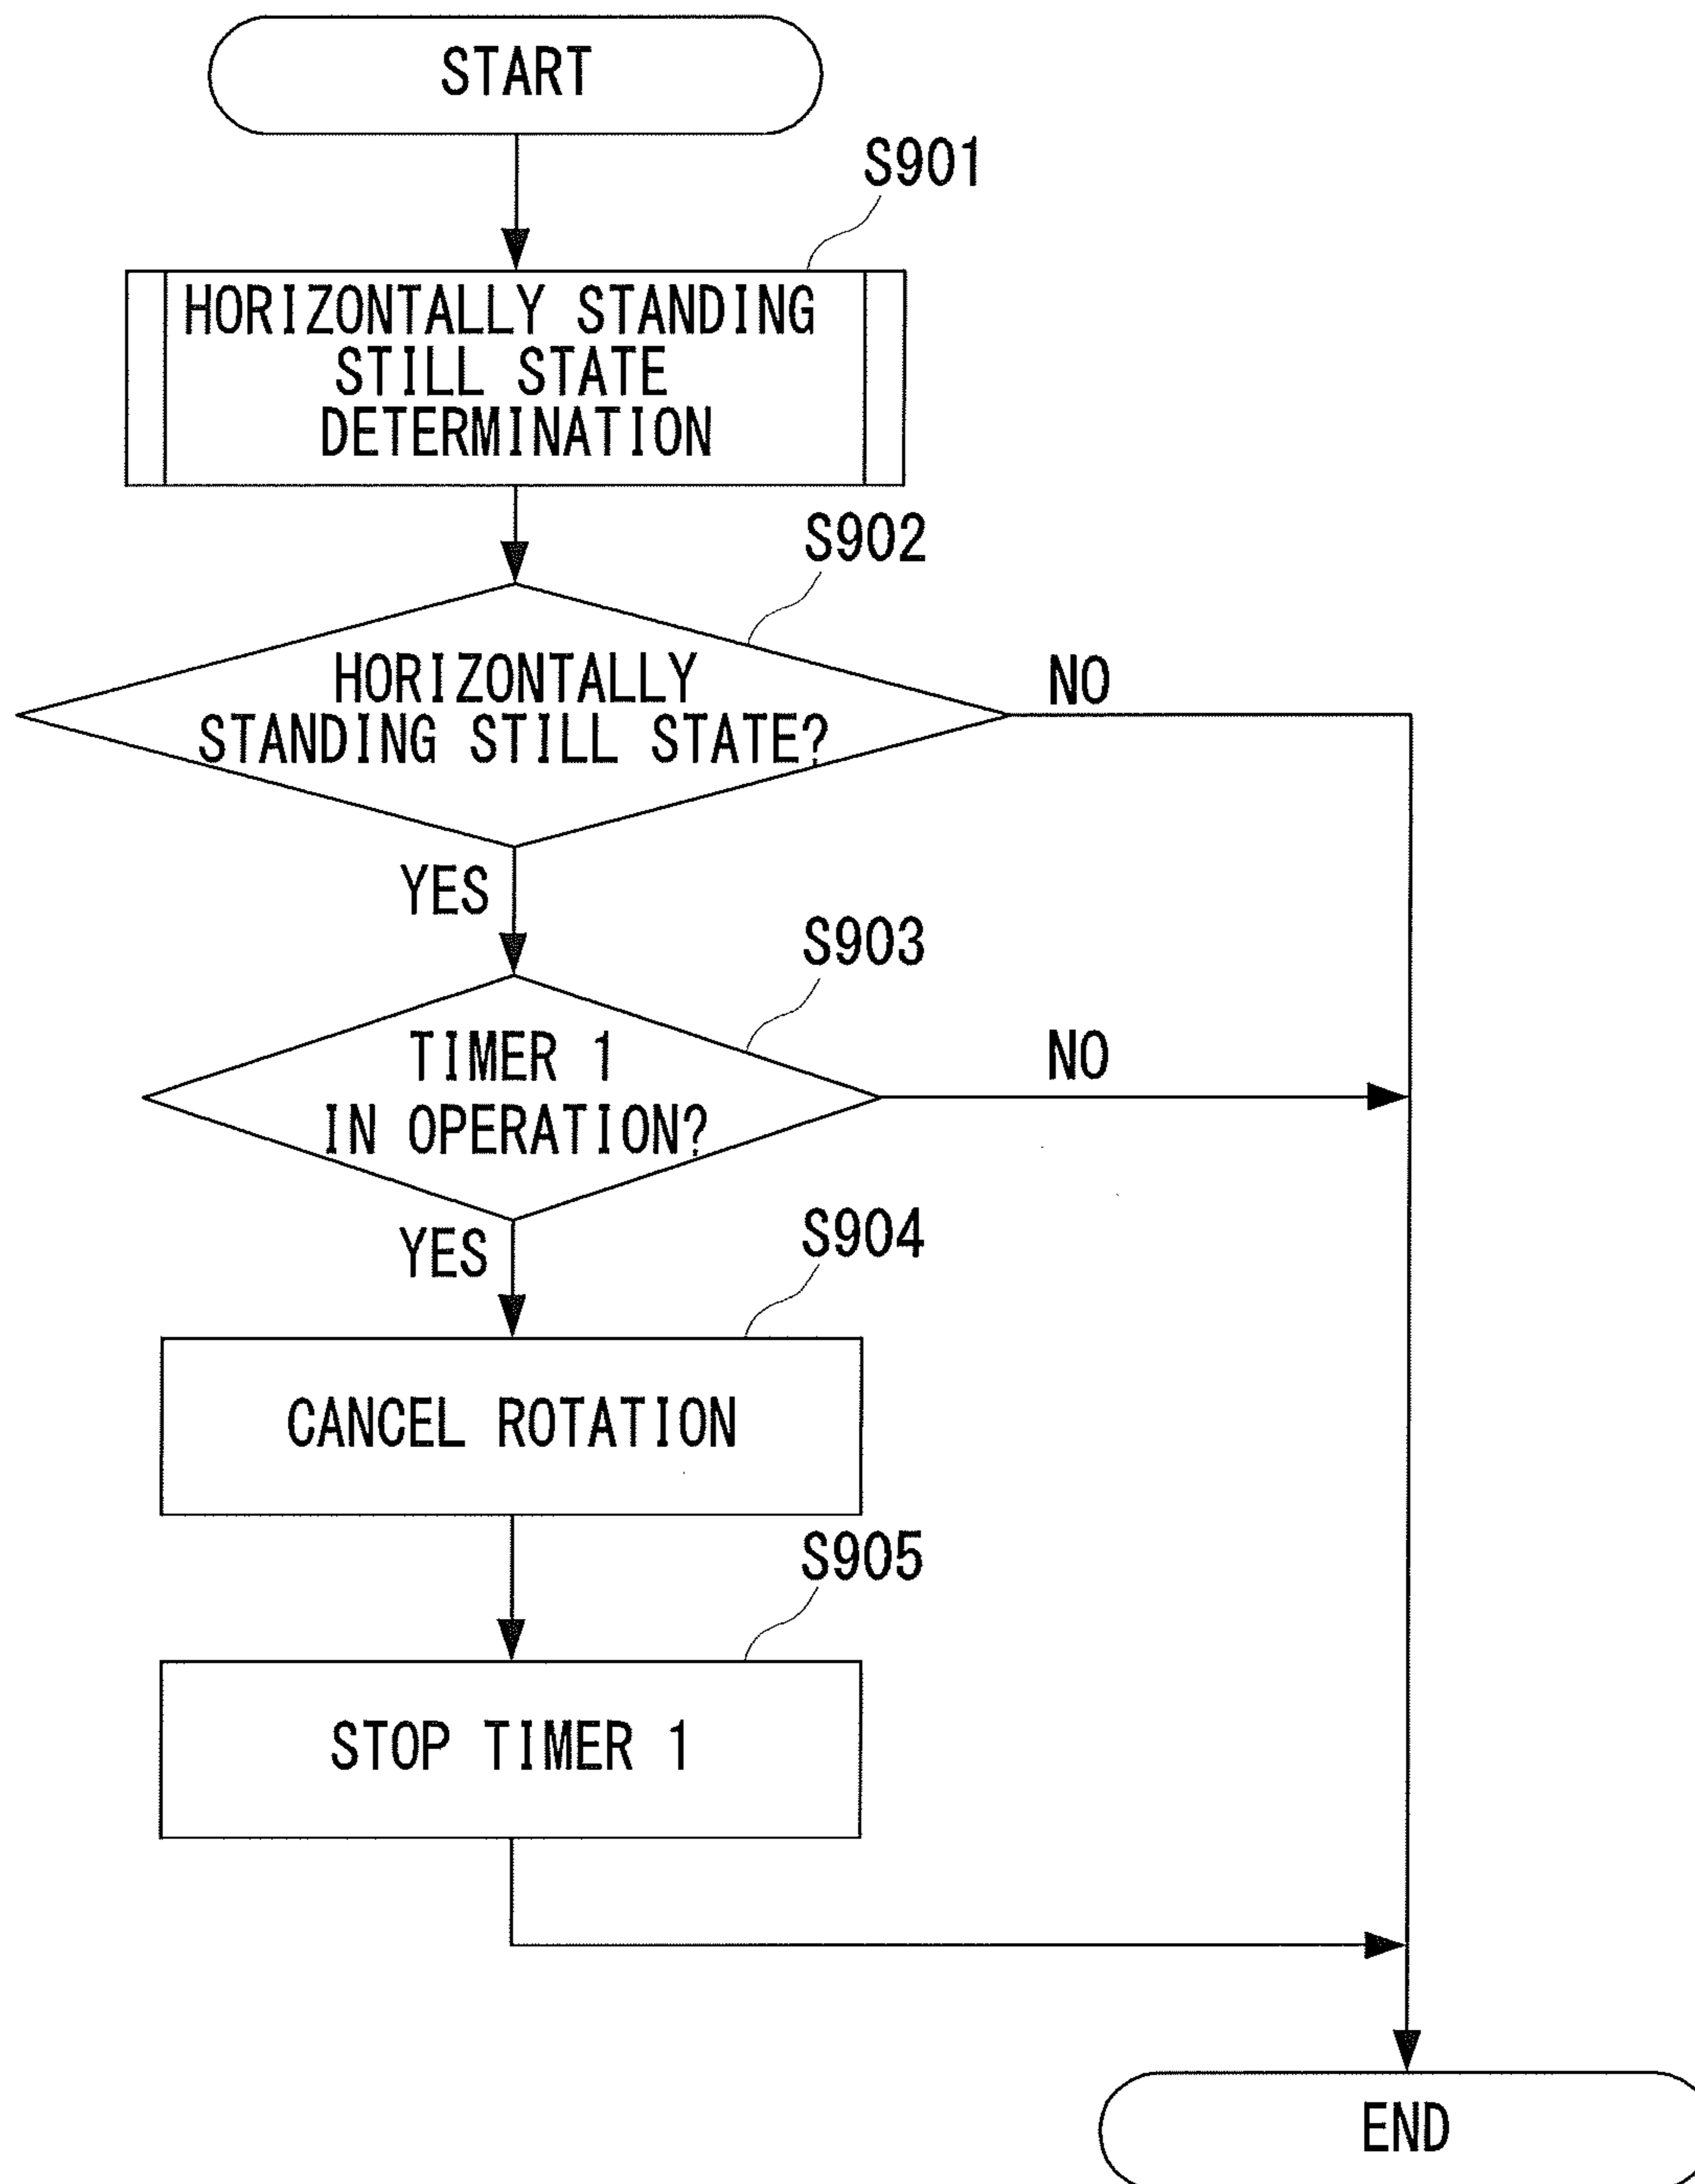 START
S901
HORIZONTALLY STANDING
STILL STATE
DETERMINATION
S902
HORIZONTALLY
STANDING STILL STATE?
NO
YES
S903
TIMER 1
IN OPERATION?
NO
YES
S904
CANCEL ROTATION
S905
STOP TIMER 1
END